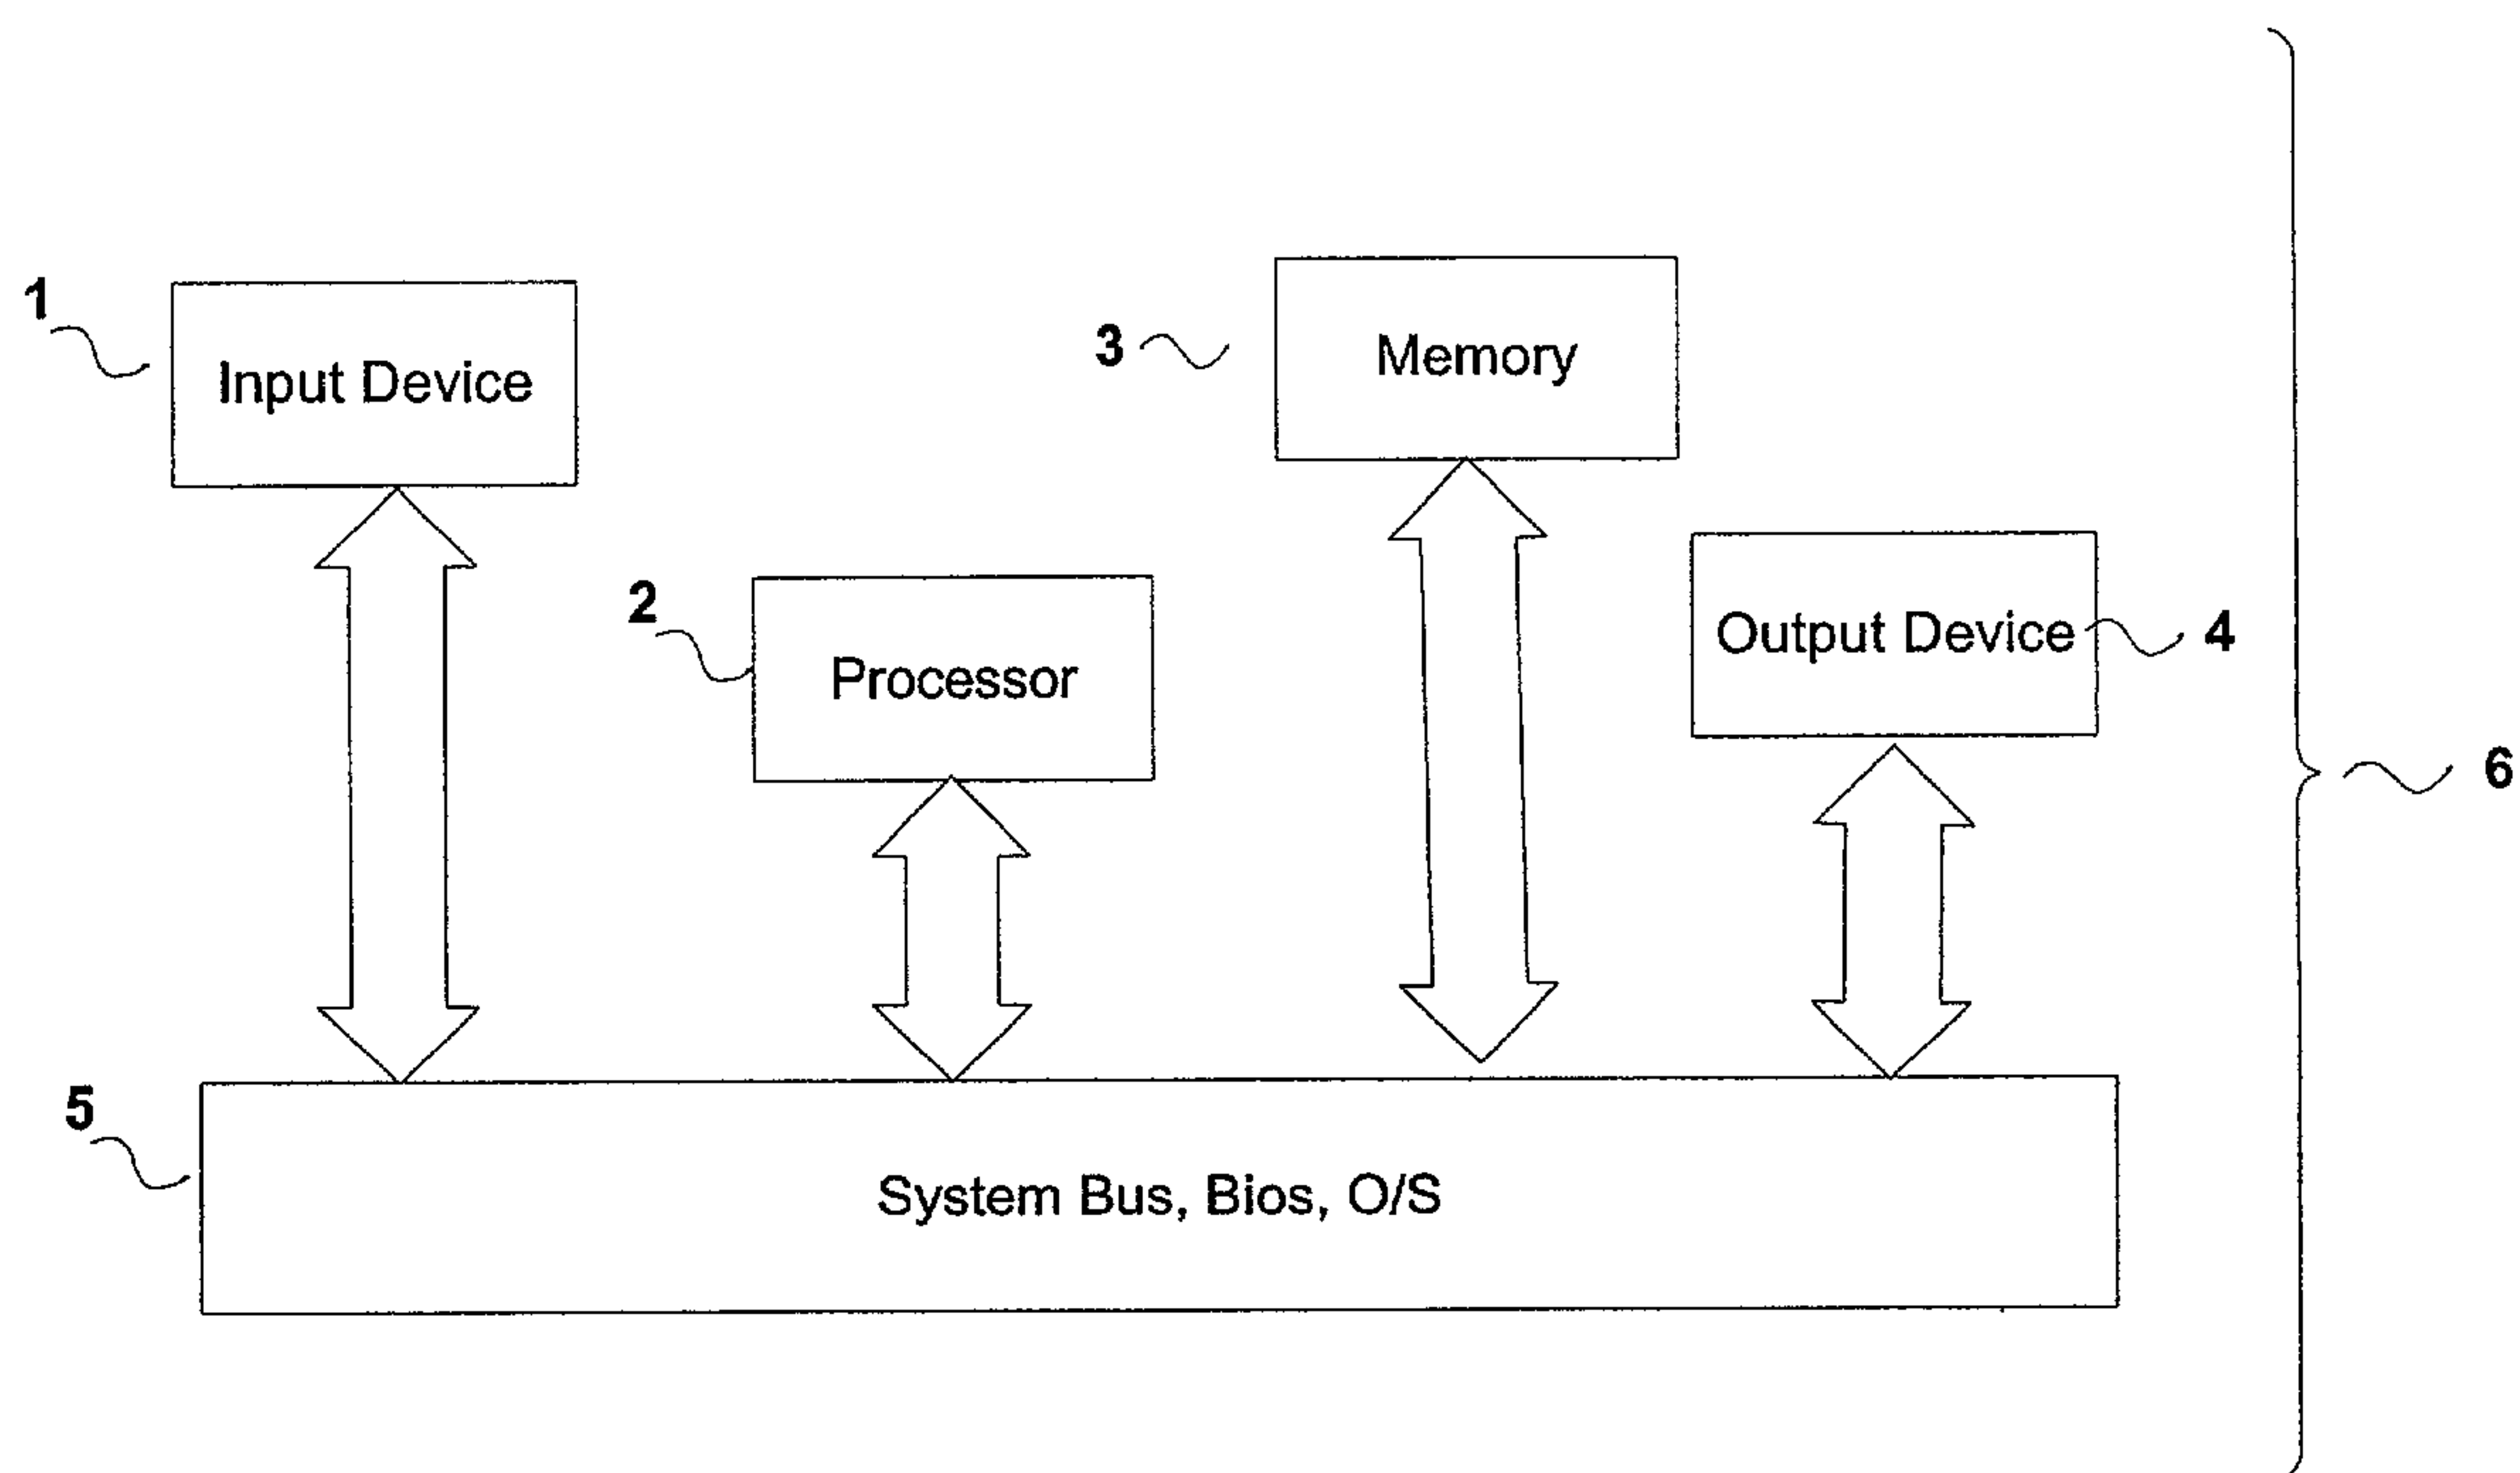 1
Input Device
3
Memory
2
Processor
Output Device
4
6
5
System Bus, Bios, O/S